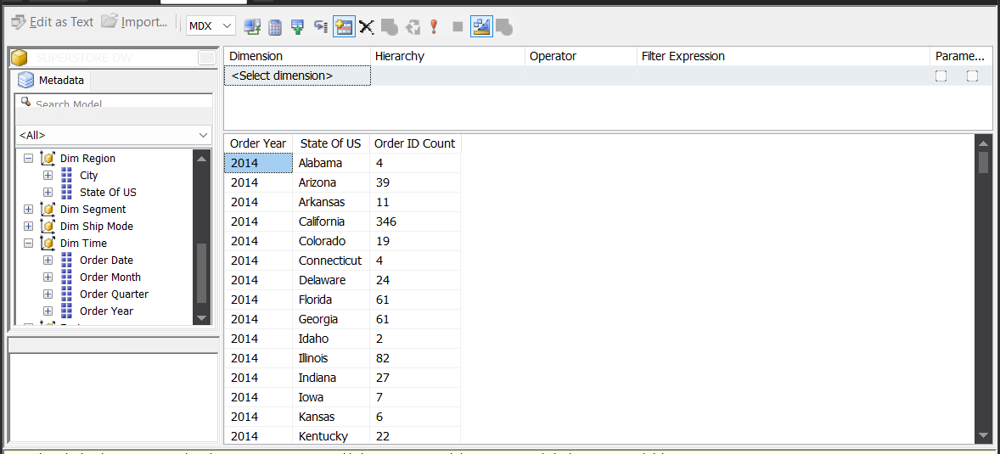 Edit as Text Import... MDX
SUPERSTORE DW
Metadata
Search Model
<All>
Dim Region
City
State Of US
Dim Segment
Dim Ship Mode
Dim Time
Order Date
Order Month
Order Quarter
Order Year
Dimension Hierarchy Operator Filter Expression Parame...
<Select dimension>
Order Year State Of US Order ID Count
2014 Alabama 4
2014 Arizona 39
2014 Arkansas 11
2014 California 346
2014 Colorado 19
2014 Connecticut 4
2014 Delaware 24
2014 Florida 61
2014 Georgia 61
2014 Idaho 2
2014 Illinois 82
2014 Indiana 27
2014 Iowa 7
2014 Kansas 6
2014 Kentucky 22